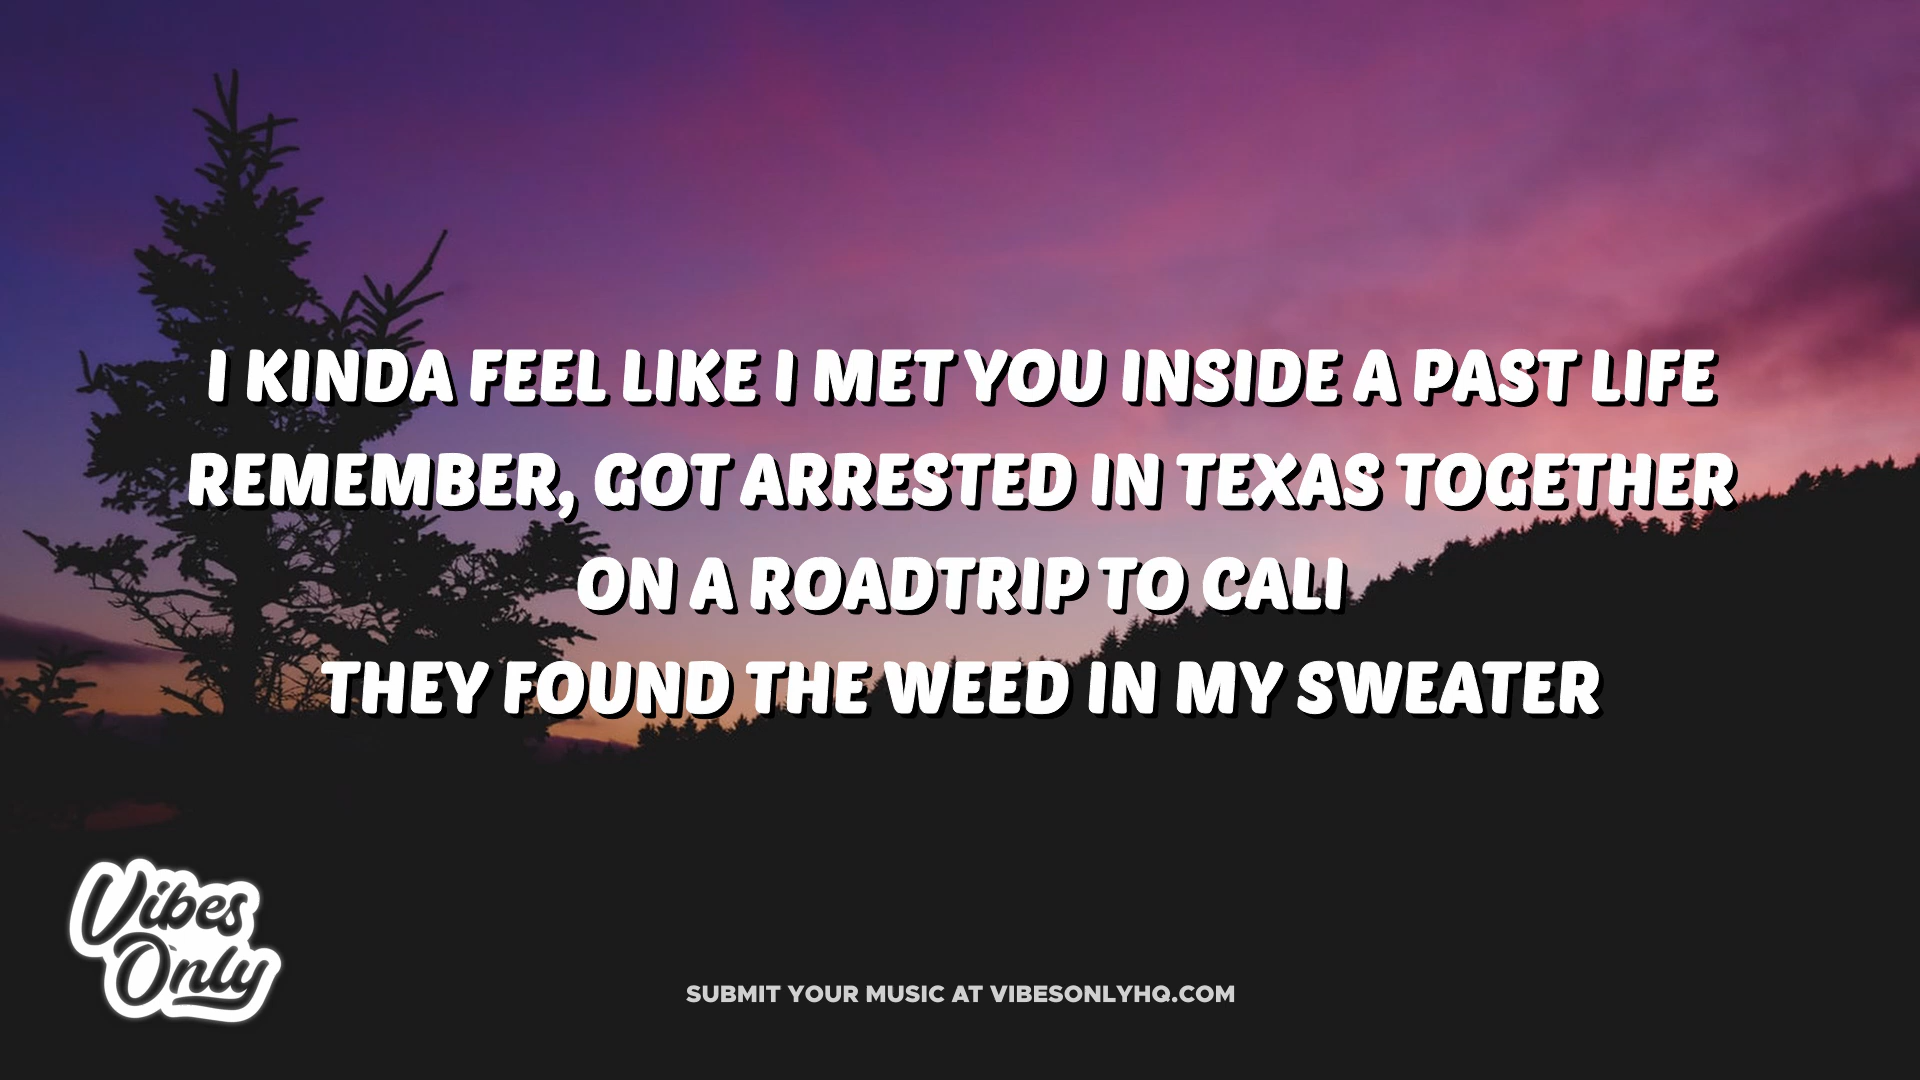 I KINDA FEEL LIKE I MET YOU INSIDE A PAST LIFE
REMEMBER, GOT ARRESTED IN TEXAS TOGETHER
ON A ROADTRIP TO CALI
THEY FOUND THE WEED IN MY SWEATER
Vibes
Only
SUBMIT YOUR MUSIC AT VIBESONLYHQ.COM